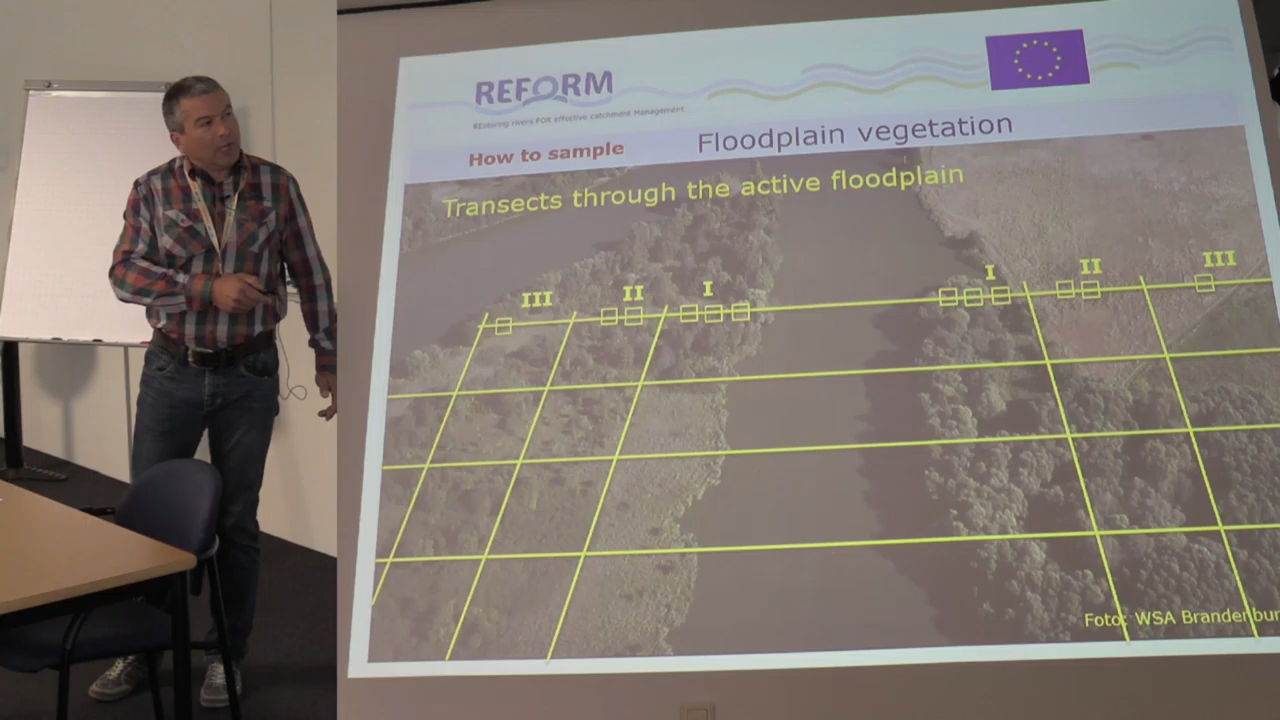 REFORM
REstoring rivers FOR effective catchment Management
How to sample
Floodplain vegetation
Transects through the active floodplain
III II I I II III
Foto: WSA Brandenbur